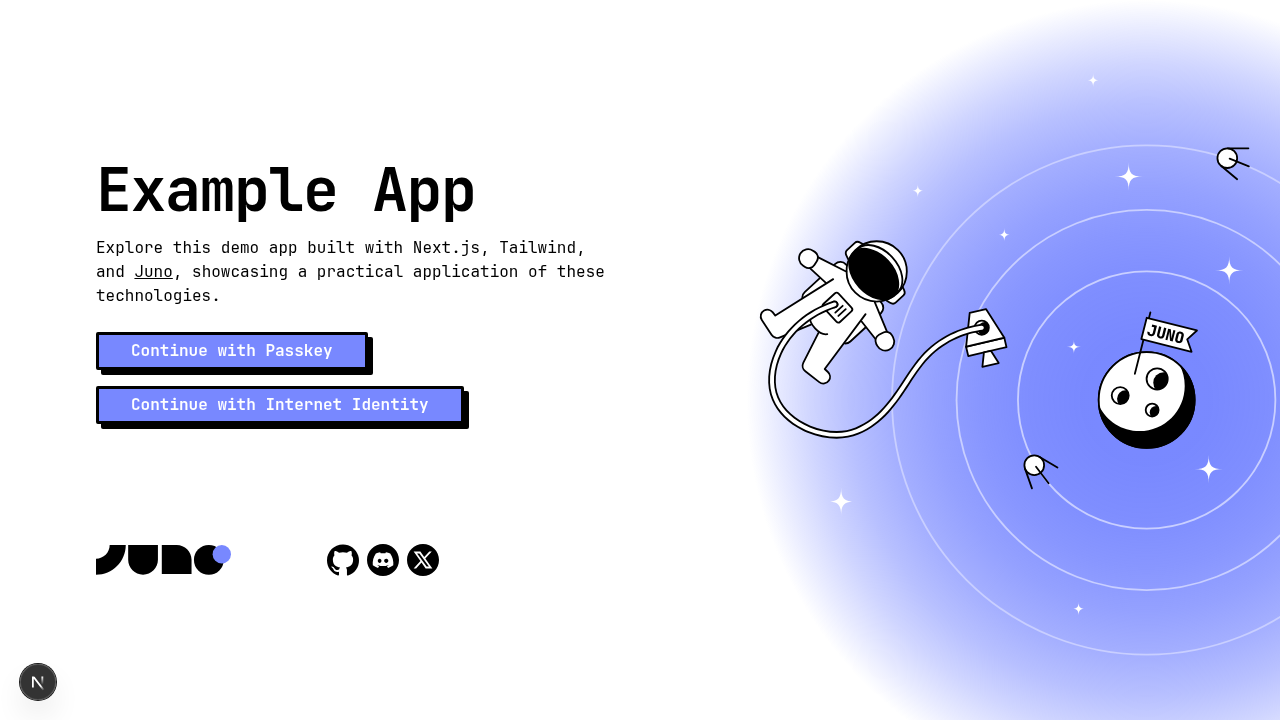 Example App
Explore this demo app built with Next.js, Tailwind,
and Juno, showcasing a practical application of these
technologies.
Continue with Passkey
Continue with Internet Identity
JUNO
JUNO
N